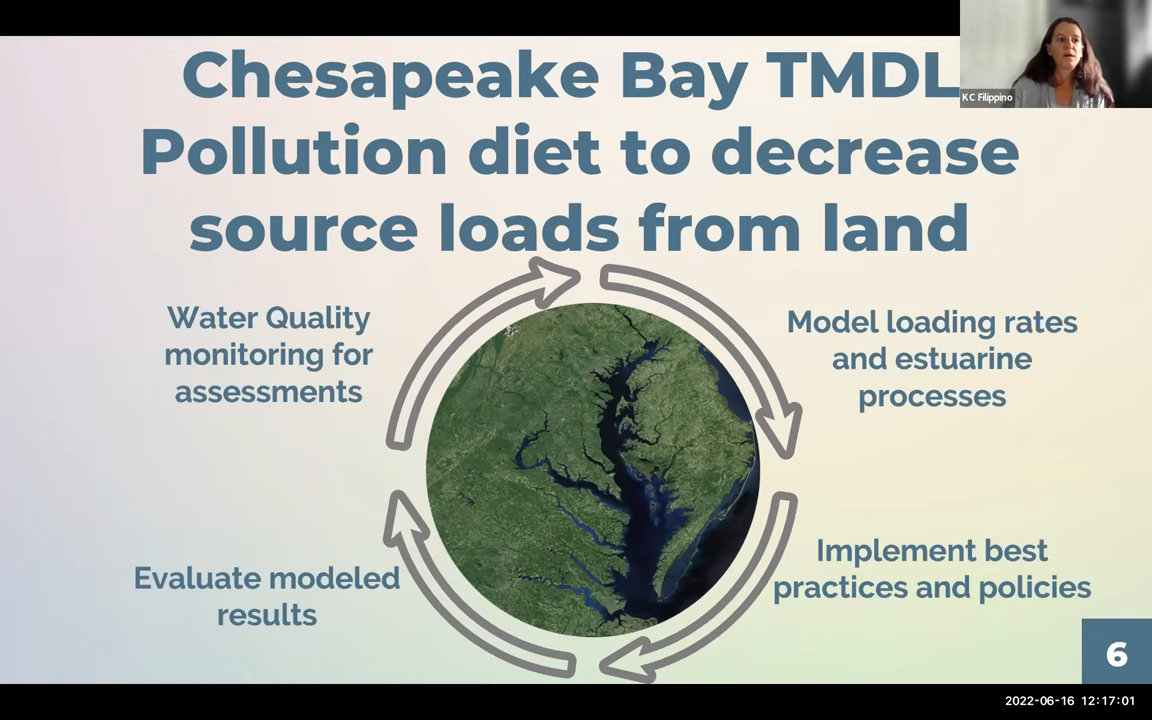 Chesapeake Bay TMDL
Pollution diet to decrease
source loads from land
KC Filippino
Water Quality
monitoring for
assessments
Model loading rates
and estuarine
processes
Evaluate modeled
results
Implement best
practices and policies
6
2022-06-16 12:17:01